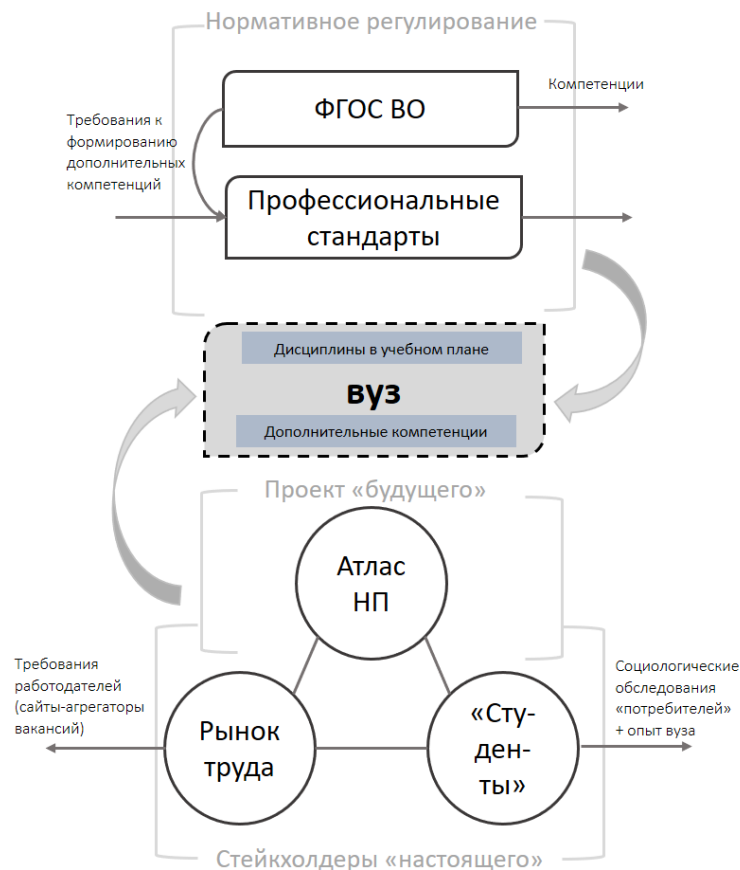 Нормативное регулирование
Компетенции
ФГОС ВО
Требования к
формированию
дополнительных
компетенций
Профессиональные
стандарты
Дисциплины в учебном плане
вуз
Дополнительные компетенции
Проект «будущего»
Атлас
НП
Требования
работодателей
(сайты-агрегаторы
вакансий)
Социологические
обследования
«потребителей»
+ опыт вуза
Рынок
труда
«Сту-
ден-
ты»
Стейкхолдеры «настоящего»